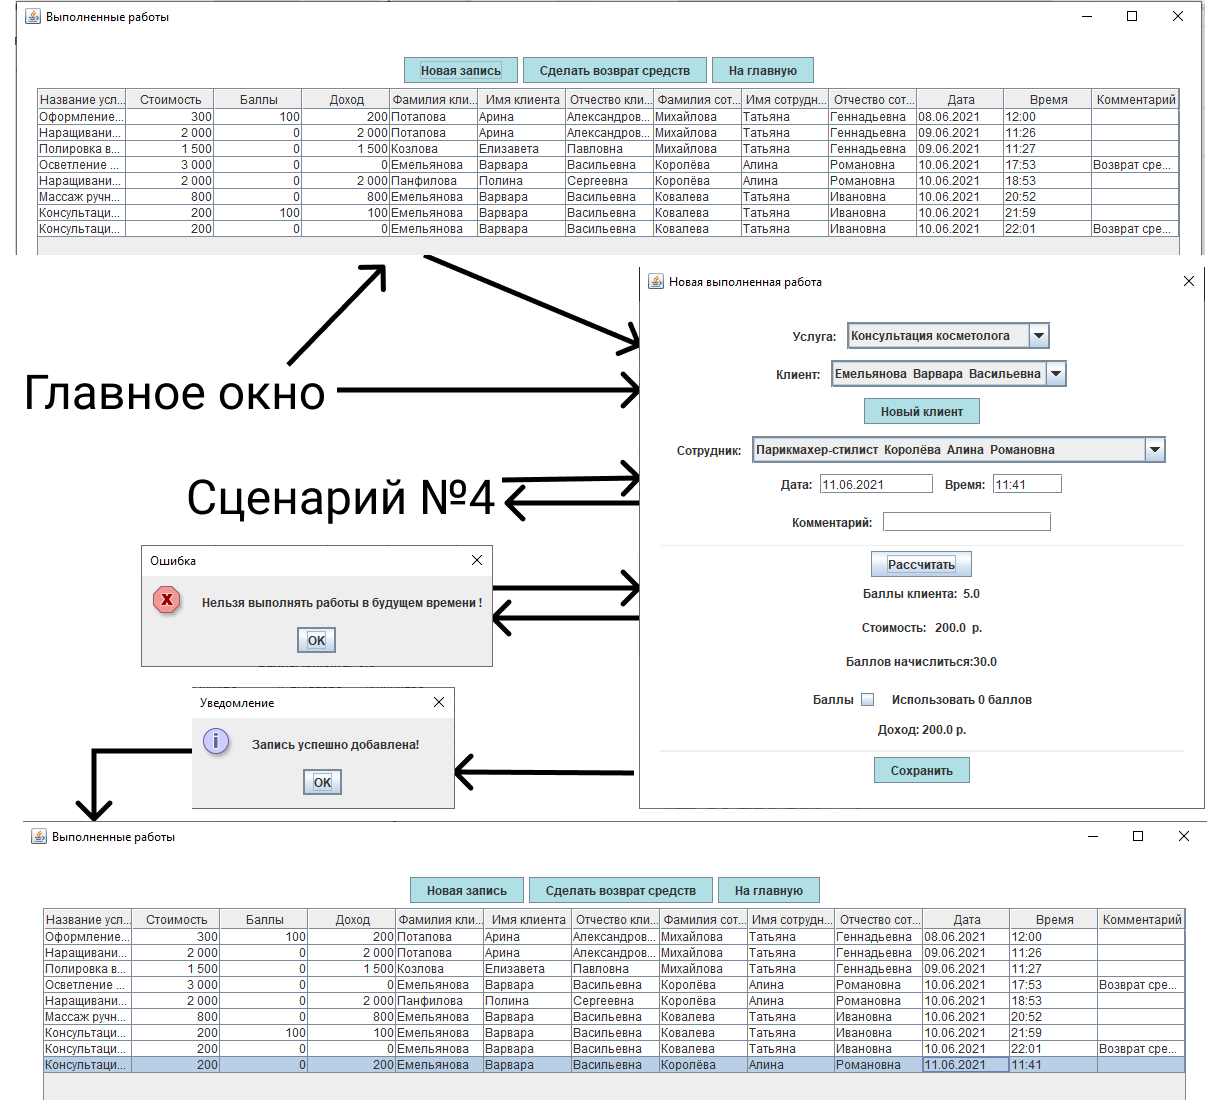 Выполненные работы
Новая запись Сделать возврат средств На главную
Название усл... Стоимость Баллы Доход Фамилия кли... Имя клиента Отчество кли... Фамилия сот... Имя сотрудн... Отчество сот... Дата Время Комментарий
Оформление... 300 100 200 Потапова Арина Александров... Михайлова Татьяна Геннадьевна 08.06.2021 12:00
Наращивани... 2 000 0 2 000 Потапова Арина Александров... Михайлова Татьяна Геннадьевна 09.06.2021 11:26
Полировка в... 1 500 0 1 500 Козлова Елизавета Павловна Михайлова Татьяна Геннадьевна 09.06.2021 11:27
Осветление ... 3 000 0 0 Емельянова Варвара Васильевна Королёва Алина Романовна 10.06.2021 17:53 Возврат сре...
Наращивани... 2 000 0 2 000 Панфилова Полина Сергеевна Королёва Алина Романовна 10.06.2021 18:53
Массаж ручн... 800 0 800 Емельянова Варвара Васильевна Ковалева Татьяна Ивановна 10.06.2021 20:52
Консультаци... 200 100 100 Емельянова Варвара Васильевна Ковалева Татьяна Ивановна 10.06.2021 21:59
Консультаци... 200 0 0 Емельянова Варвара Васильевна Ковалева Татьяна Ивановна 10.06.2021 22:01 Возврат сре...
Главное окно
Сценарий №4
Новая выполненная работа
Услуга: Консультация косметолога
Клиент: Емельянова Варвара Васильевна
Новый клиент
Сотрудник: Парикмахер-стилист Королёва Алина Романовна
Дата: 11.06.2021 Время: 11:41
Комментарий:
Рассчитать
Баллы клиента: 5.0
Стоимость: 200.0 р.
Баллов начислиться:30.0
Баллы Использовать 0 баллов
Доход: 200.0 р.
Сохранить
Ошибка
Нельзя выполнять работы в будущем времени !
OK
Уведомление
Запись успешно добавлена!
OK
Выполненные работы
Новая запись Сделать возврат средств На главную
Название усл... Стоимость Баллы Доход Фамилия кли... Имя клиента Отчество кли... Фамилия сот... Имя сотрудн... Отчество сот... Дата Время Комментарий
Оформление... 300 100 200 Потапова Арина Александров... Михайлова Татьяна Геннадьевна 08.06.2021 12:00
Наращивани... 2 000 0 2 000 Потапова Арина Александров... Михайлова Татьяна Геннадьевна 09.06.2021 11:26
Полировка в... 1 500 0 1 500 Козлова Елизавета Павловна Михайлова Татьяна Геннадьевна 09.06.2021 11:27
Осветление ... 3 000 0 0 Емельянова Варвара Васильевна Королёва Алина Романовна 10.06.2021 17:53 Возврат сре...
Наращивани... 2 000 0 2 000 Панфилова Полина Сергеевна Королёва Алина Романовна 10.06.2021 18:53
Массаж ручн... 800 0 800 Емельянова Варвара Васильевна Ковалева Татьяна Ивановна 10.06.2021 20:52
Консультаци... 200 100 100 Емельянова Варвара Васильевна Ковалева Татьяна Ивановна 10.06.2021 21:59
Консультаци... 200 0 0 Емельянова Варвара Васильевна Ковалева Татьяна Ивановна 10.06.2021 22:01 Возврат сре...
Консультаци... 200 0 200 Емельянова Варвара Васильевна Королёва Алина Романовна 11.06.2021 11:41